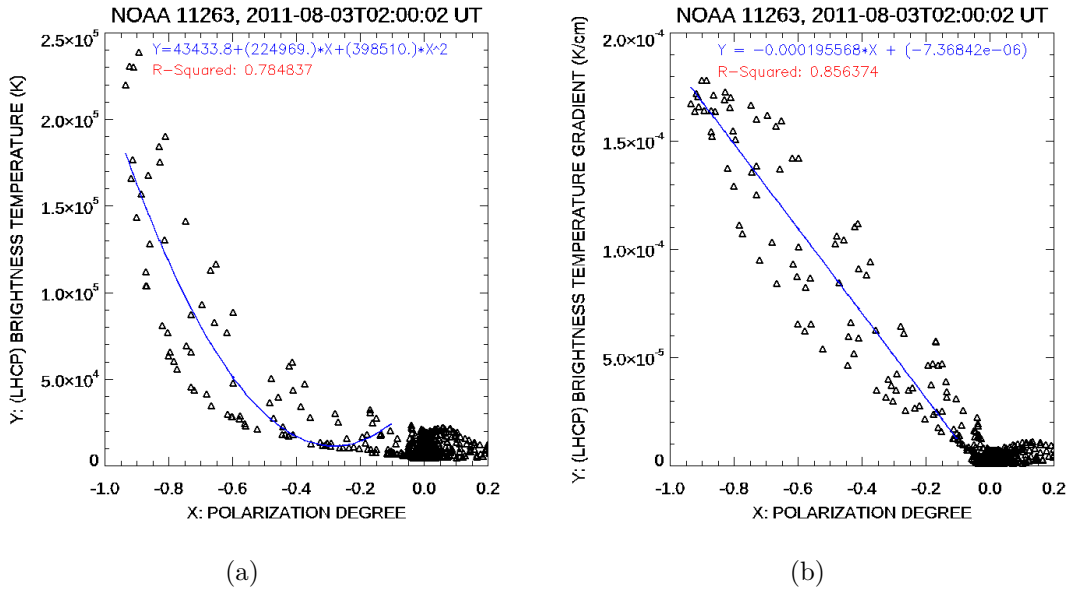 NOAA 11263, 2011-08-03T02:00:02 UT
Y=43433.8+(224969.)*X+(398510.)*X^2
R-Squared: 0.784837
2.5×10^5
2.0×10^5
1.5×10^5
1.0×10^5
5.0×10^4
0
Y: (LHCP) BRIGHTNESS TEMPERATURE (K)
-1.0 -0.8 -0.6 -0.4 -0.2 0.0 0.2
X: POLARIZATION DEGREE
(a)
NOAA 11263, 2011-08-03T02:00:02 UT
Y = -0.000195568*X + (-7.36842e-06)
R-Squared: 0.856374
2.0×10^-4
1.5×10^-4
1.0×10^-4
5.0×10^-5
0
Y: (LHCP) BRIGHTNESS TEMPERATURE GRADIENT (K/cm)
-1.0 -0.8 -0.6 -0.4 -0.2 0.0 0.2
X: POLARIZATION DEGREE
(b)